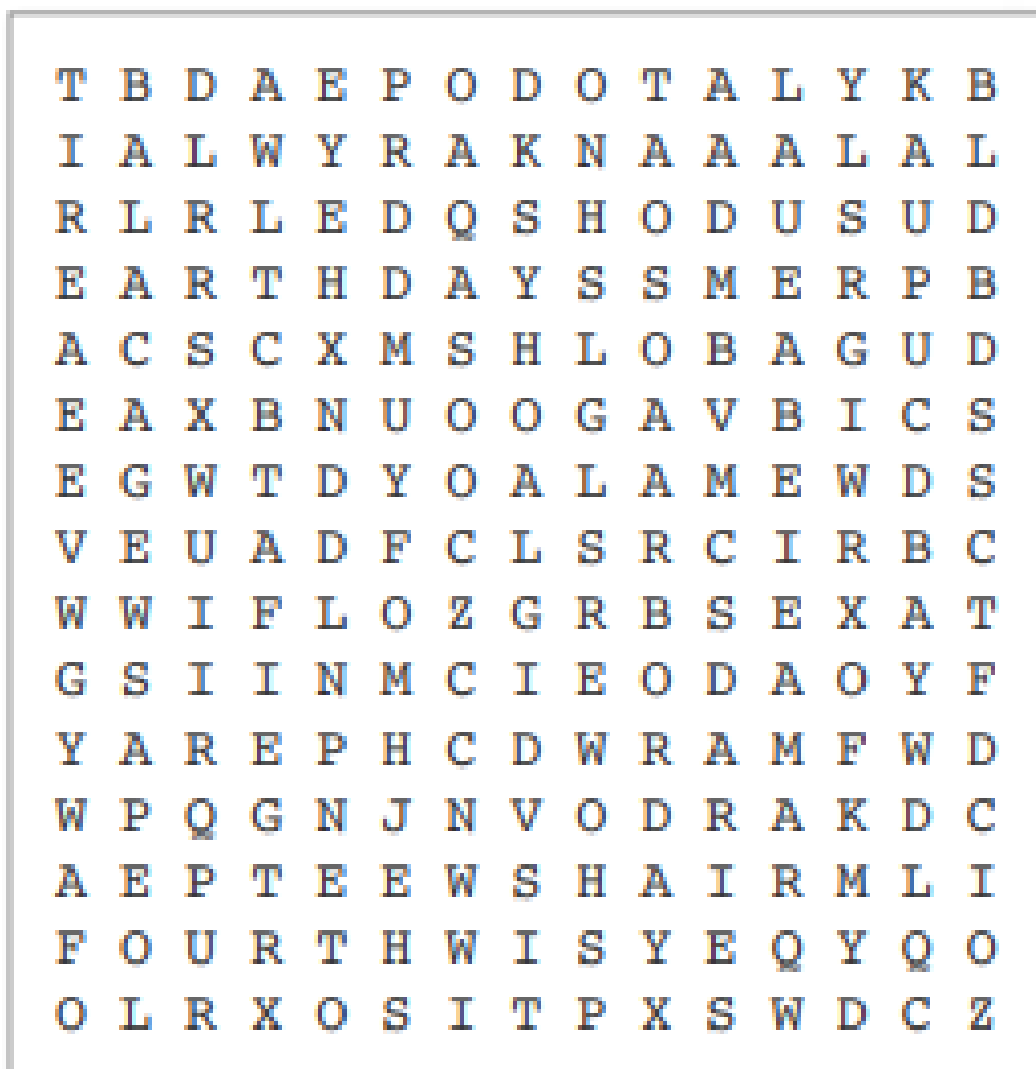 T B D A E P O D O T A L Y K B
I A L W Y R A K N A A A L A L
R L R L E D Q S H O D U S U D
E A R T H D A Y S S M E R P B
A C S C X M S H L O B A G U D
E A X B N U O O G A V B I C S
E G W T D Y O A L A M E W D S
V E U A D F C L S R C I R B C
W W I F L O Z G R B S E X A T
G S I I N M C I E O D A O Y F
Y A R E P H C D W R A M F W D
W P Q G N J N V O D R A K D C
A E P T E E W S H A I R M L I
F O U R T H W I S Y E Q Y Q O
O L R X O S I T P X S W D C Z